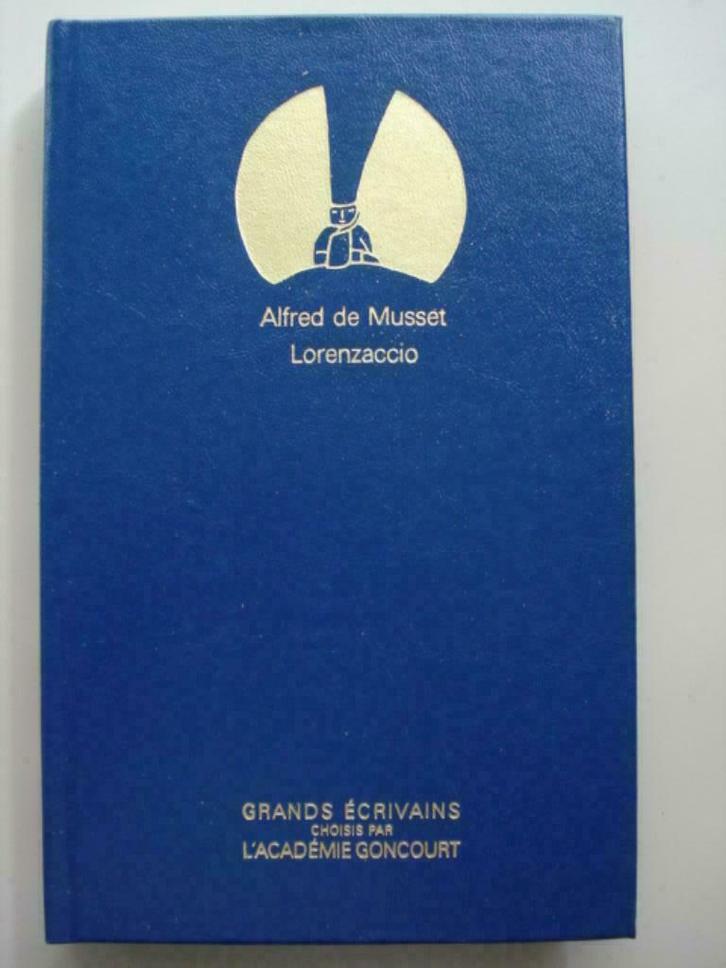 Alfred de Musset
Lorenzaccio
GRANDS ÉCRIVAINS
CHOISIS PAR
L'ACADÉMIE GONCOURT